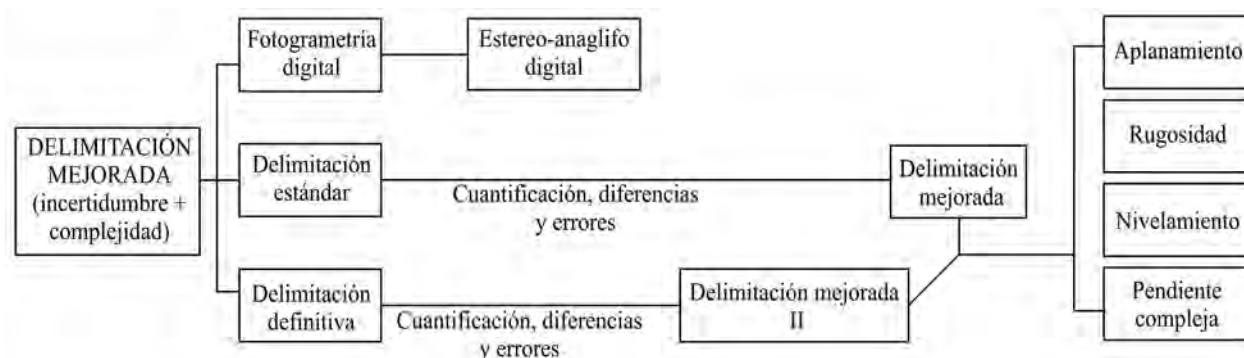 Fotogrametría
digital
Estereo-anaglifo
digital
Aplanamiento
Rugosidad
DELIMITACIÓN
MEJORADA
(incertidumbre +
complejidad)
Delimitación
estándar
Cuantificación, diferencias
y errores
Delimitación
mejorada
Nivelamiento
Delimitación
definitiva
Cuantificación, diferencias
y errores
Delimitación mejorada
II
Pendiente
compleja